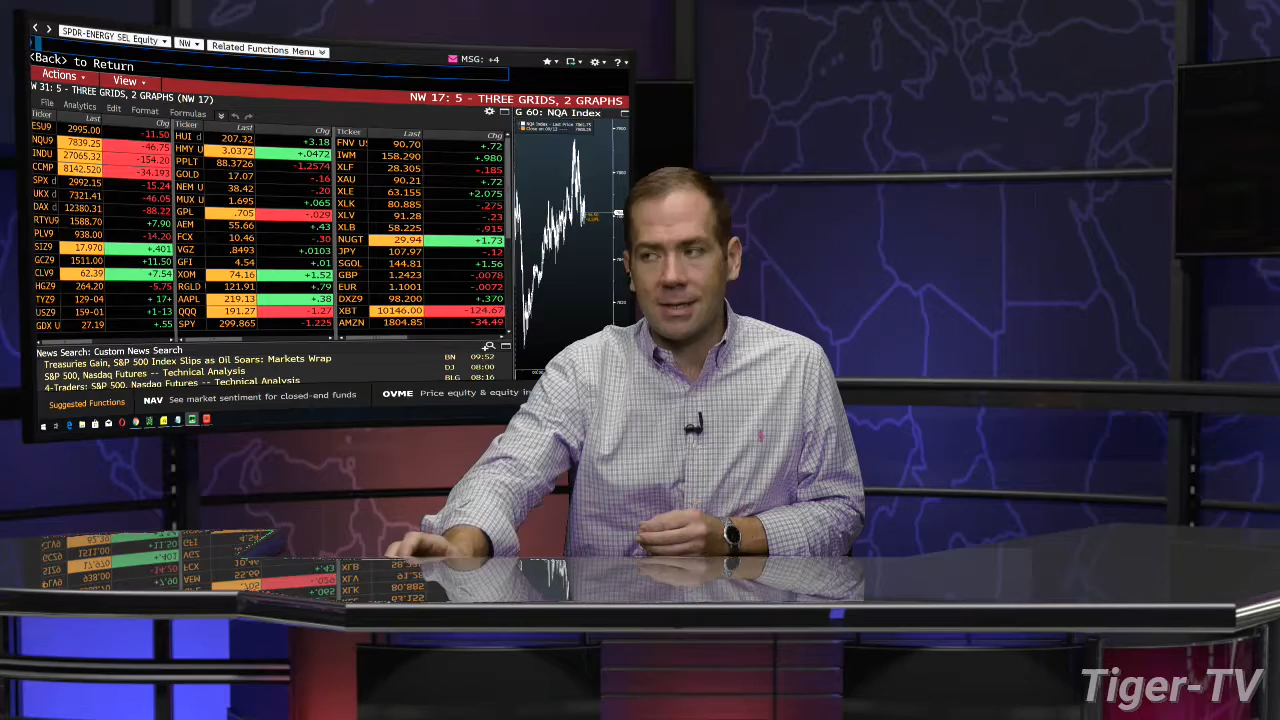 SPDR-ENERGY SEL Equity NW Related Functions Menu
MSG: +4
<Back> to Return
Actions View
W 31: 5 - THREE GRIDS, 2 GRAPHS (NW 17) NW 17: 5 - THREE GRIDS, 2 GRAPHS
File Analytics Edit Format Formulas
G 60: NQA Index
Ticker Last Chg Ticker Last Chg Ticker Last Chg
ESU9 2995.00 -11.50
NQU9 7839.25 -46.75
INDU 27065.32 -154.20
CCMP 8142.520 -34.193
SPX d 2992.15 -15.24
UKX d 7321.41 -46.05
DAX d 12380.31 -88.22
RTYU9 1588.70 +7.90
PLV9 938.00 -14.20
SIZ9 17.970 +.401
GCZ9 1511.00 +11.50
CLV9 62.39 +7.54
HGZ9 264.20 -5.75
TYZ9 129-04 + 17+
USZ9 159-01 +1-13
GDX U 27.19 +.55
HUI d 207.32 +3.18
HMY U 3.0372 +.0472
PPLT 88.3726 -1.2574
GOLD 17.07 -.16
NEM U 38.42 -.20
MUX U 1.695 +.065
GPL .705 -.029
AEM 55.66 +.43
FCX 10.46 -.30
VGZ .8493 +.0103
GFI 4.54 +.01
XOM 74.16 +1.52
RGLD 121.91 +.79
AAPL 219.13 +.38
QQQ 191.27 -1.27
SPY 299.865 -1.225
FNV US 90.70 +.72
IWM 158.290 +.980
XLF 28.305 -.185
XAU 90.21 +.72
XLE 63.155 +2.075
XLK 80.885 -.275
XLV 91.28 -.23
XLB 58.225 -.915
NUGT 29.94 +1.73
JPY 107.97 -.12
SGOL 144.81 +1.56
GBP 1.2423 -.0078
EUR 1.1001 -.0072
DXZ9 98.200 +.370
XBT 10146.00 -124.67
AMZN 1804.85 -34.49
News Search: Custom News Search
Treasuries Gain, S&P 500 Index Slips as Oil Soars: Markets Wrap BN 09:52
S&P 500, Nasdaq Futures -- Technical Analysis DJ 08:00
4-Traders: S&P 500, Nasdaq Futures -- Technical Analysis BLG 08:16
Suggested Functions NAV See market sentiment for closed-end funds OVME Price equity & equity in
Tiger-TV